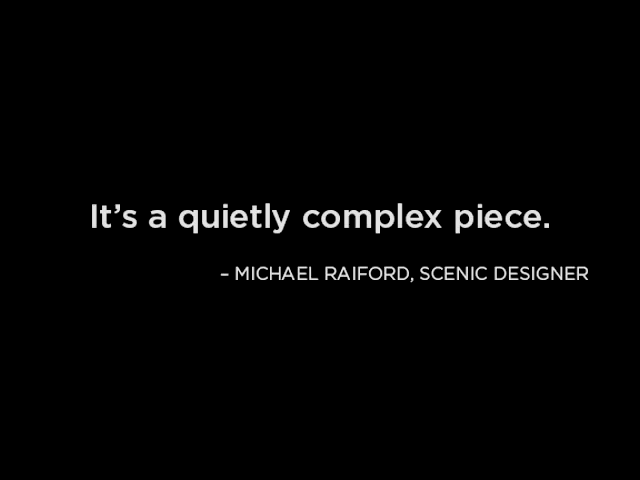 It’s a quietly complex piece.
– MICHAEL RAIFORD, SCENIC DESIGNER